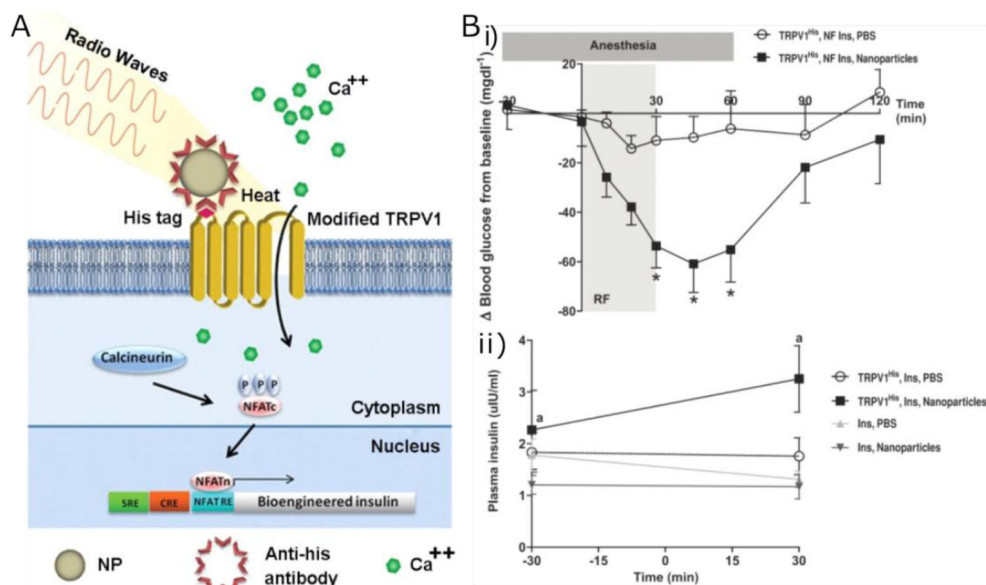 A
Radio Waves
Ca++
Heat
His tag
Modified TRPV1
Calcineurin
P P P
NFATc
Cytoplasm
Nucleus
NFATn
SRE CRE NFAT RE Bioengineered insulin
NP
Anti-his
antibody
Ca++
B
i)
TRPV1His, NF Ins, PBS
TRPV1His, NF Ins, Nanoparticles
Anesthesia
Δ Blood glucose from baseline (mgdl-1)
20
-20
-40
-60
-80
30 30 60 90 120
Time
(min)
RF
* * *
ii)
Plasma insulin (uIU/ml)
4
3
2
1
0
a
a
TRPV1His, Ins, PBS
TRPV1His, Ins, Nanoparticles
Ins, PBS
Ins, Nanoparticles
-30 -15 0 15 30
Time (min)